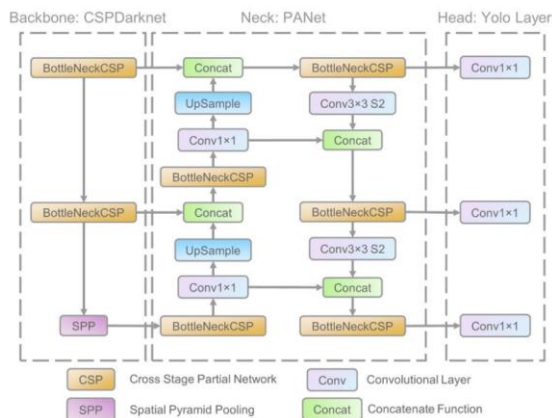 Backbone: CSPDarknet Neck: PANet Head: Yolo Layer
BottleNeckCSP Concat BottleNeckCSP Conv1×1
UpSample Conv3×3 S2
Conv1×1 Concat
BottleNeckCSP
BottleNeckCSP Concat BottleNeckCSP Conv1×1
UpSample Conv3×3 S2
Conv1×1 Concat
SPP BottleNeckCSP BottleNeckCSP Conv1×1
CSP Cross Stage Partial Network Conv Convolutional Layer
SPP Spatial Pyramid Pooling Concat Concatenate Function